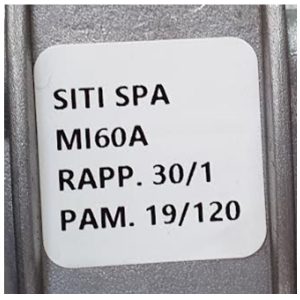 SITI SPA
MI60A
RAPP. 30/1
PAM. 19/120